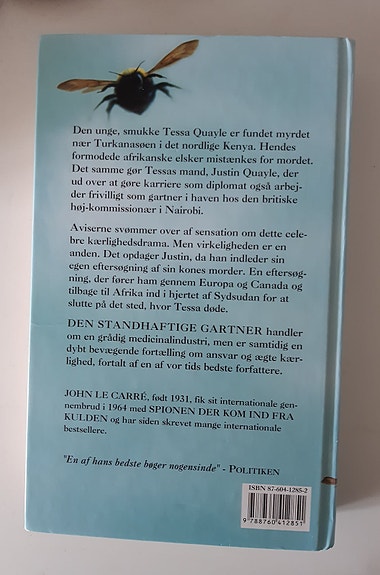 Den unge, smukke Tessa Quayle er fundet myrdet
nær Turkanasøen i det nordlige Kenya. Hendes
formodede afrikanske elsker mistænkes for mordet.
Det samme gør Tessas mand, Justin Quayle, der
ud over at gøre karriere som diplomat også arbej-
der frivilligt som gartner i haven hos den britiske
høj-kommissionær i Nairobi.
Aviserne svømmer over af sensation om dette cele-
bre kærlighedsdrama. Men virkeligheden er en
anden. Det opdager Justin, da han indleder sin
egen eftersøgning af sin kones morder. En eftersøg-
ning, der fører ham gennem Europa og Canada og
tilbage til Afrika ind i hjertet af Sydsudan for at
slutte på det sted, hvor Tessa døde.
DEN STANDHAFTIGE GARTNER handler
om en grådig medicinalindustri, men er samtidig en
dybt bevægende fortælling om ansvar og ægte kær-
lighed, fortalt af en af vor tids bedste forfattere.
JOHN LE CARRÉ, født 1931, fik sit internationale gen-
nembrud i 1964 med SPIONEN DER KOM IND FRA
KULDEN og har siden skrevet mange internationale
bestsellere.
"En af hans bedste bøger nogensinde" - POLITIKEN
ISBN 87-604-1285-2
9 788760 412851